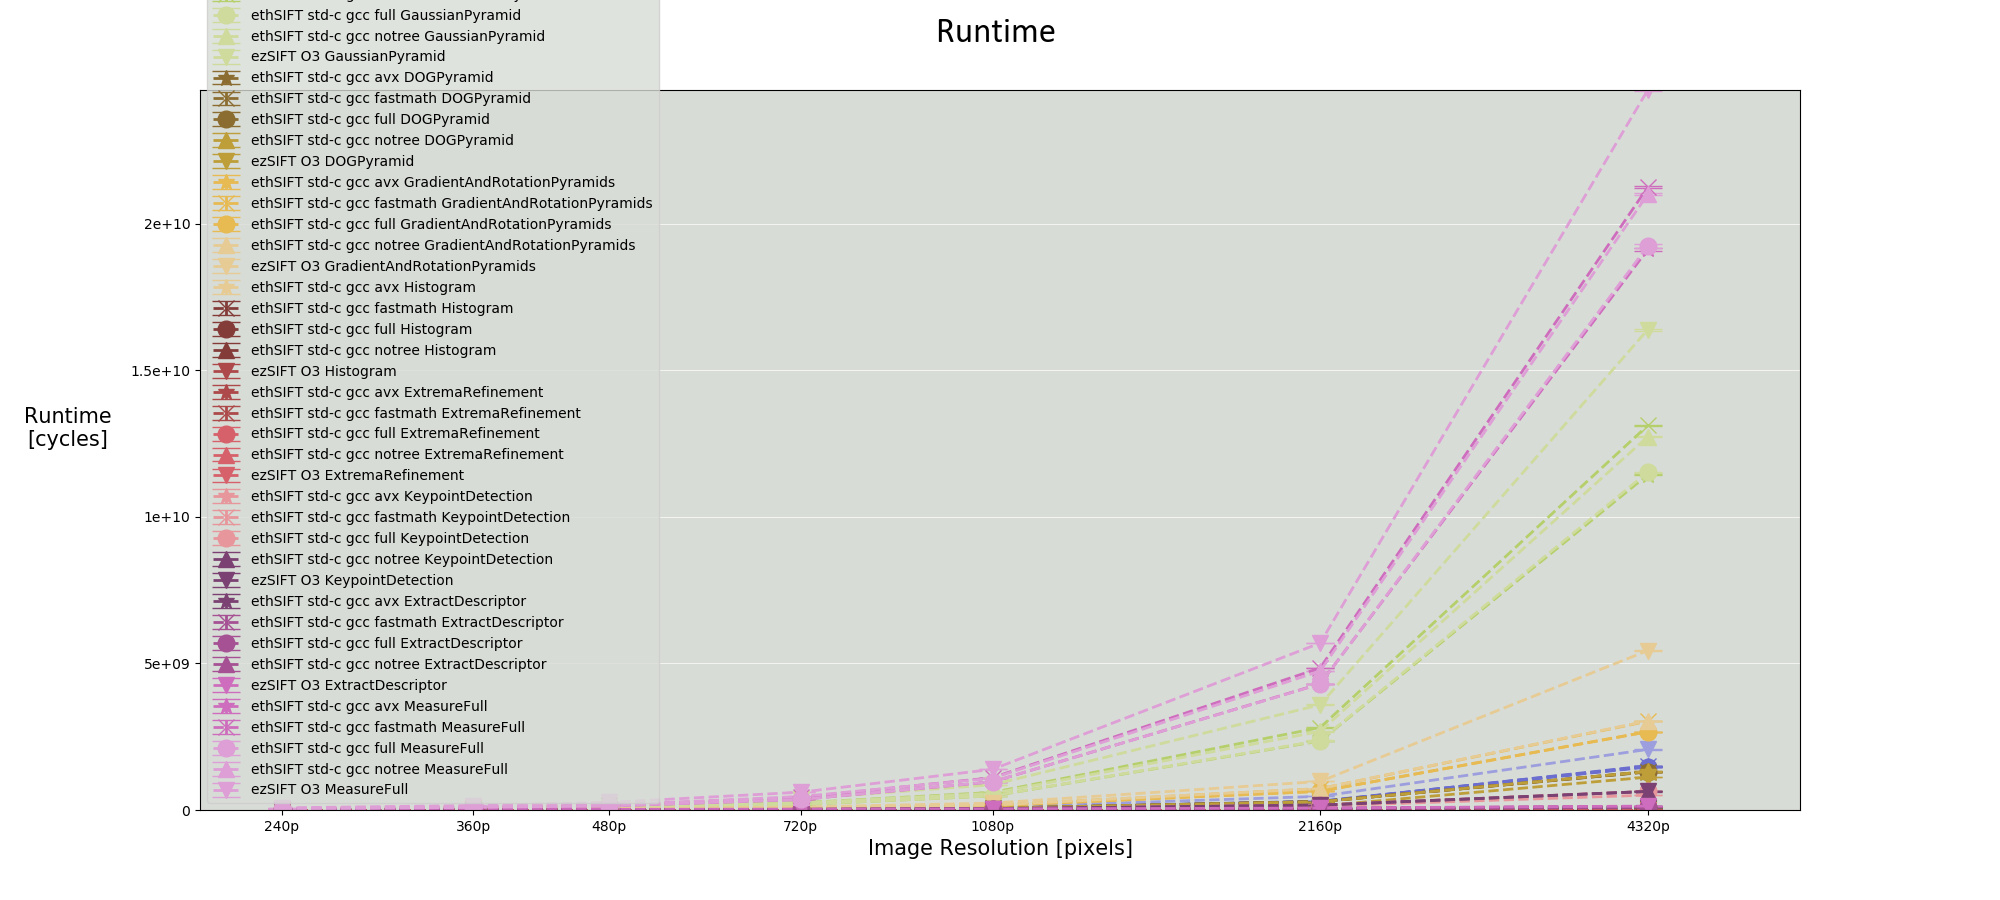 ethSIFT std-c gcc full GaussianPyramid
ethSIFT std-c gcc notree GaussianPyramid
ezSIFT O3 GaussianPyramid
ethSIFT std-c gcc avx DOGPyramid
ethSIFT std-c gcc fastmath DOGPyramid
ethSIFT std-c gcc full DOGPyramid
ethSIFT std-c gcc notree DOGPyramid
ezSIFT O3 DOGPyramid
ethSIFT std-c gcc avx GradientAndRotationPyramids
ethSIFT std-c gcc fastmath GradientAndRotationPyramids
ethSIFT std-c gcc full GradientAndRotationPyramids
ethSIFT std-c gcc notree GradientAndRotationPyramids
ezSIFT O3 GradientAndRotationPyramids
ethSIFT std-c gcc avx Histogram
ethSIFT std-c gcc fastmath Histogram
ethSIFT std-c gcc full Histogram
ethSIFT std-c gcc notree Histogram
ezSIFT O3 Histogram
ethSIFT std-c gcc avx ExtremaRefinement
ethSIFT std-c gcc fastmath ExtremaRefinement
ethSIFT std-c gcc full ExtremaRefinement
ethSIFT std-c gcc notree ExtremaRefinement
ezSIFT O3 ExtremaRefinement
ethSIFT std-c gcc avx KeypointDetection
ethSIFT std-c gcc fastmath KeypointDetection
ethSIFT std-c gcc full KeypointDetection
ethSIFT std-c gcc notree KeypointDetection
ezSIFT O3 KeypointDetection
ethSIFT std-c gcc avx ExtractDescriptor
ethSIFT std-c gcc fastmath ExtractDescriptor
ethSIFT std-c gcc full ExtractDescriptor
ethSIFT std-c gcc notree ExtractDescriptor
ezSIFT O3 ExtractDescriptor
ethSIFT std-c gcc avx MeasureFull
ethSIFT std-c gcc fastmath MeasureFull
ethSIFT std-c gcc full MeasureFull
ethSIFT std-c gcc notree MeasureFull
ezSIFT O3 MeasureFull
Runtime
2e+10
1.5e+10
1e+10
5e+09
0
Runtime
[cycles]
240p 360p 480p 720p 1080p 2160p 4320p
Image Resolution [pixels]